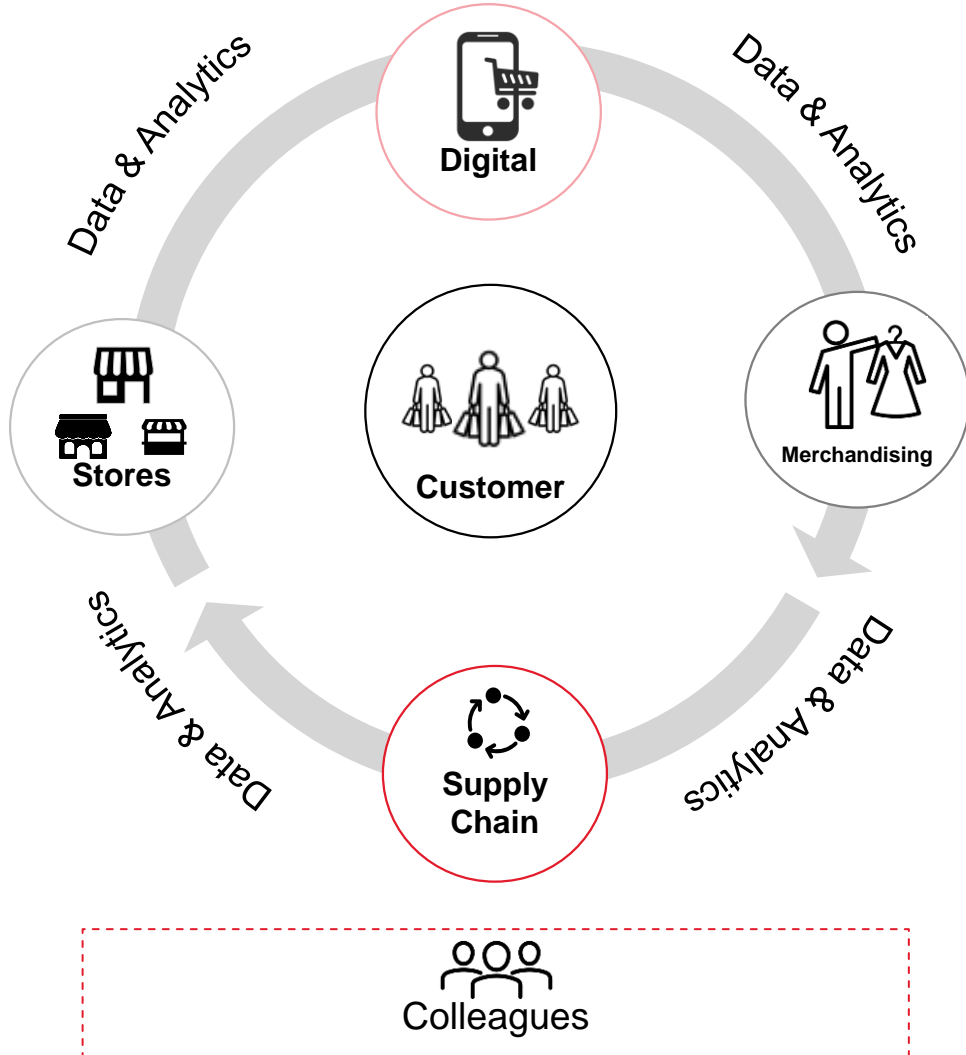 Data & Analytics
Data & Analytics
Digital
Stores
Customer
Merchandising
Data & Analytics
Data & Analytics
Supply
Chain
Colleagues